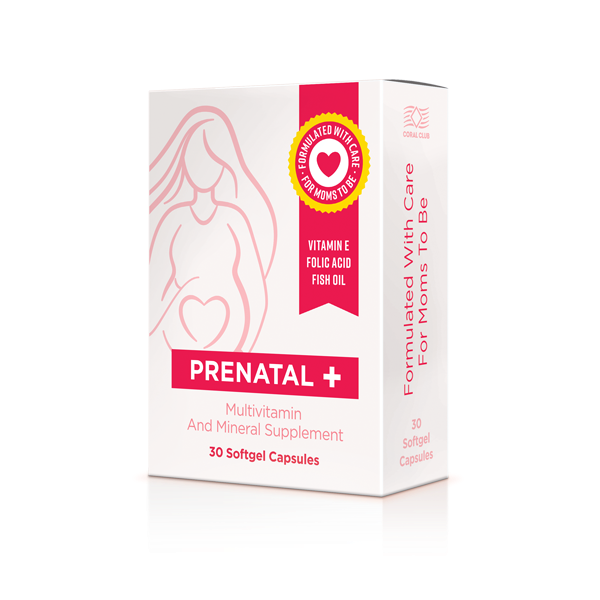 FORMULATED WITH CARE
• FOR MOMS TO BE •
VITAMIN E
FOLIC ACID
FISH OIL
PRENATAL +
Multivitamin
And Mineral Supplement
30 Softgel Capsules
CORAL CLUB
Formulated With Care
For Moms To Be
30
Softgel
Capsules